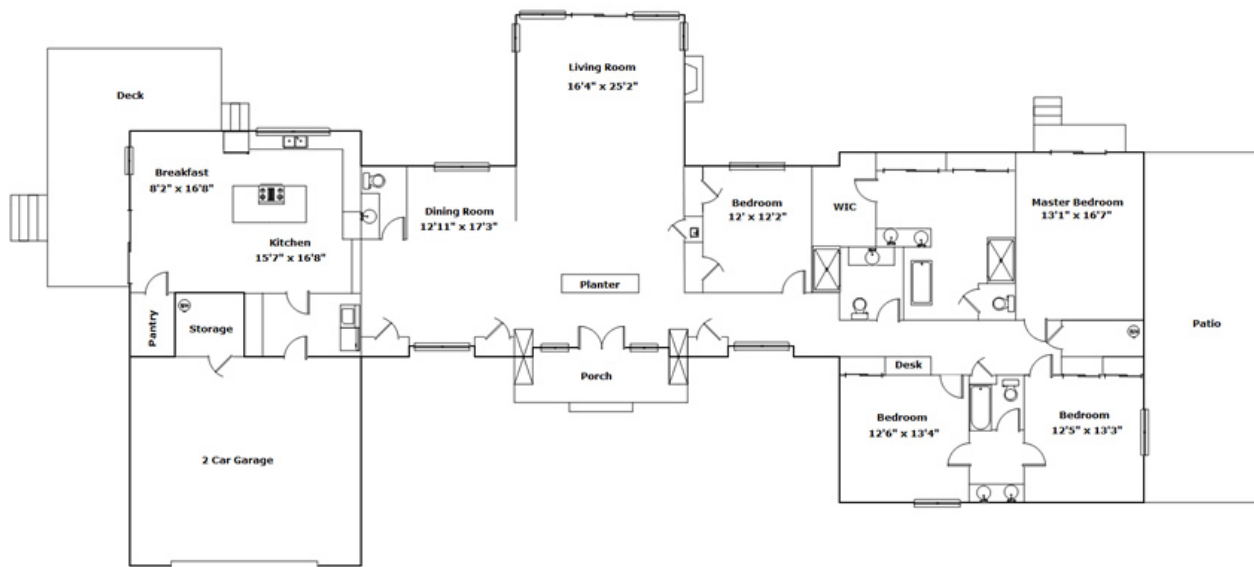 Living Room
16'4" x 25'2"
Deck
Breakfast
8'2" x 16'8"
Kitchen
15'7" x 16'8"
Dining Room
12'11" x 17'3"
Bedroom
12' x 12'2"
WIC
Master Bedroom
13'1" x 16'7"
Planter
Pantry
Storage
Patio
Porch
Desk
Bedroom
12'6" x 13'4"
Bedroom
12'5" x 13'3"
2 Car Garage